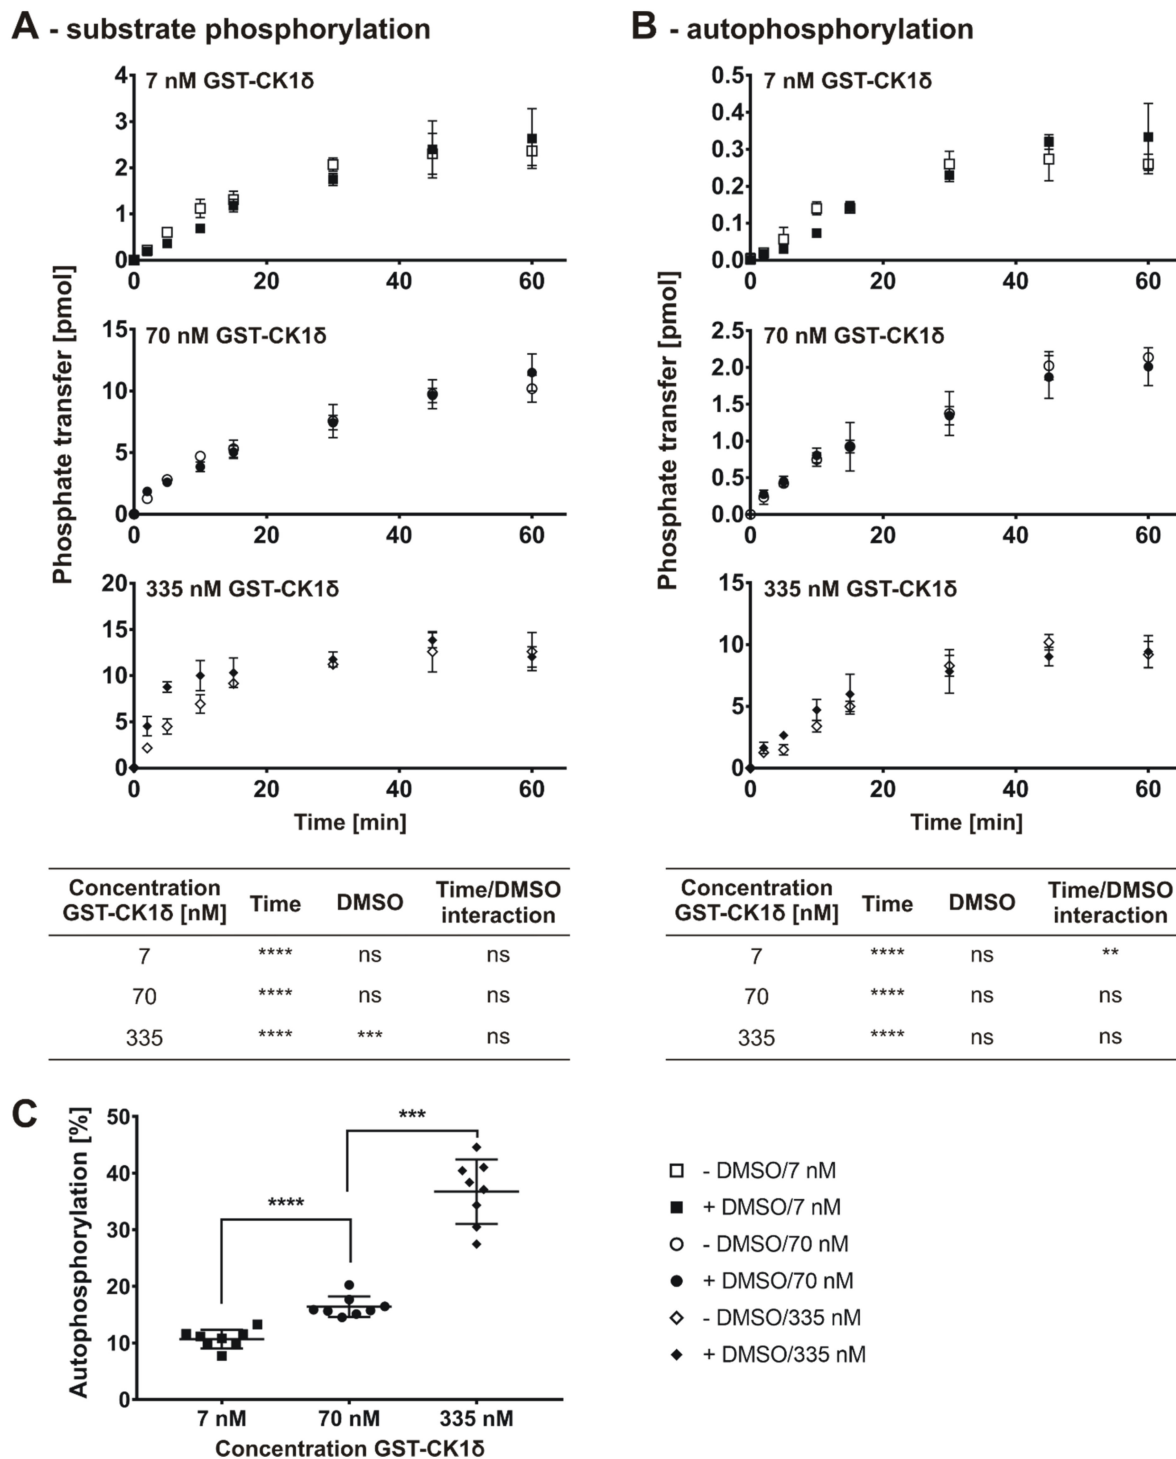 A - substrate phosphorylation
7 nM GST-CK1δ
4
3
2
1
0
0 20 40 60
70 nM GST-CK1δ
15
10
5
0
0 20 40 60
335 nM GST-CK1δ
20
15
10
5
0
0 20 40 60
Phosphate transfer [pmol]
Time [min]
Concentration GST-CK1δ [nM] Time DMSO Time/DMSO interaction
7 **** ns ns
70 **** ns ns
335 **** *** ns
B - autophosphorylation
7 nM GST-CK1δ
0.5
0.4
0.3
0.2
0.1
0.0
0 20 40 60
70 nM GST-CK1δ
2.5
2.0
1.5
1.0
0.5
0.0
0 20 40 60
335 nM GST-CK1δ
15
10
5
0
0 20 40 60
Phosphate transfer [pmol]
Time [min]
Concentration GST-CK1δ [nM] Time DMSO Time/DMSO interaction
7 **** ns **
70 **** ns ns
335 **** ns ns
C
Autophosphorylation [%]
50
40
30
20
10
0
****
***
7 nM 70 nM 335 nM
Concentration GST-CK1δ
- DMSO/7 nM
+ DMSO/7 nM
- DMSO/70 nM
+ DMSO/70 nM
- DMSO/335 nM
+ DMSO/335 nM